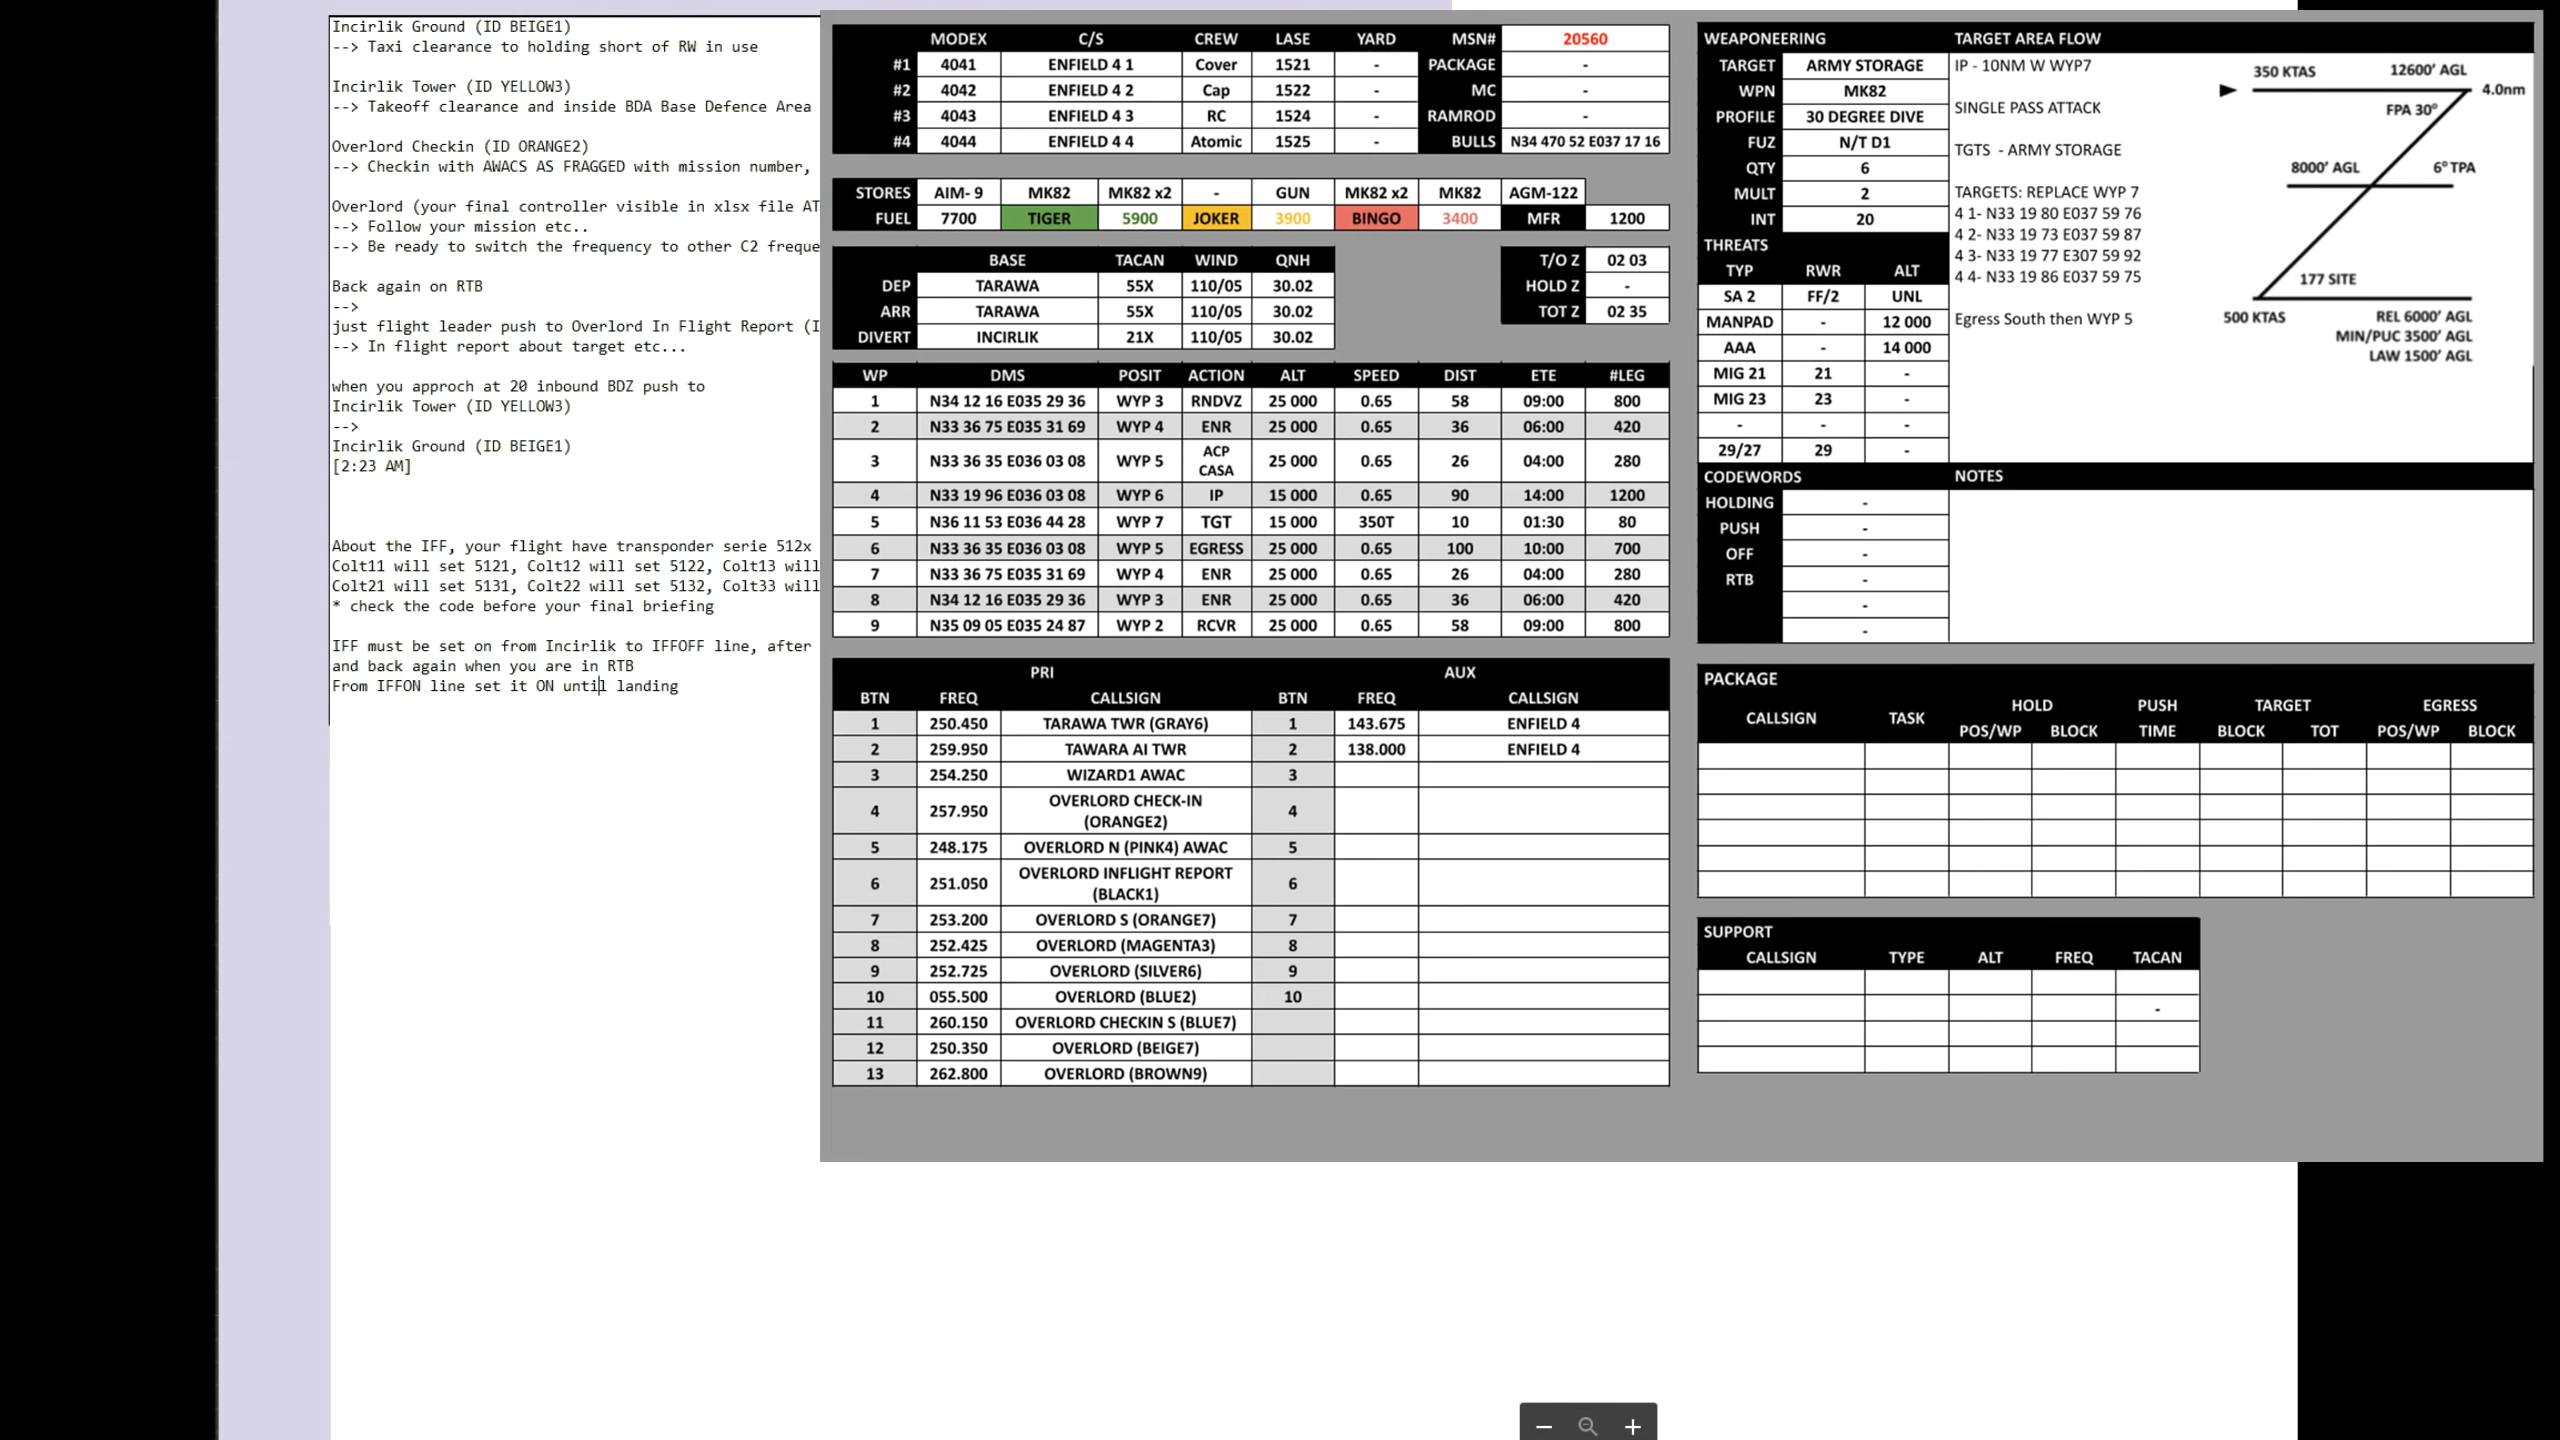 Incirlik Ground (ID BEIGE1)
--> Taxi clearance to holding short of RW in use
Incirlik Tower (ID YELLOW3)
--> Takeoff clearance and inside BDA Base Defence Area
Overlord Checkin (ID ORANGE2)
--> Checkin with AWACS AS FRAGGED with mission number,
Overlord (your final controller visible in xlsx file AT
--> Follow your mission etc..
--> Be ready to switch the frequency to other C2 freque
Back again on RTB
-->
just flight leader push to Overlord In Flight Report (I
--> In flight report about target etc...
when you approch at 20 inbound BDZ push to
Incirlik Tower (ID YELLOW3)
-->
Incirlik Ground (ID BEIGE1)
[2:23 AM]
About the IFF, your flight have transponder serie 512x
Colt11 will set 5121, Colt12 will set 5122, Colt13 will
Colt21 will set 5131, Colt22 will set 5132, Colt33 will
* check the code before your final briefing
IFF must be set on from Incirlik to IFFOFF line, after
and back again when you are in RTB
From IFFON line set it ON until landing
MODEX C/S CREW LASE YARD MSN# 20560
#1 4041 ENFIELD 4 1 Cover 1521 - PACKAGE -
#2 4042 ENFIELD 4 2 Cap 1522 - MC -
#3 4043 ENFIELD 4 3 RC 1524 - RAMROD -
#4 4044 ENFIELD 4 4 Atomic 1525 - BULLS N34 470 52 E037 17 16
STORES AIM- 9 MK82 MK82 x2 - GUN MK82 x2 MK82 AGM-122
FUEL 7700 TIGER 5900 JOKER 3900 BINGO 3400 MFR 1200
BASE TACAN WIND QNH
DEP TARAWA 55X 110/05 30.02
ARR TARAWA 55X 110/05 30.02
DIVERT INCIRLIK 21X 110/05 30.02
T/O Z 02 03
HOLD Z -
TOT Z 02 35
WP DMS POSIT ACTION ALT SPEED DIST ETE #LEG
1 N34 12 16 E035 29 36 WYP 3 RNDVZ 25 000 0.65 58 09:00 800
2 N33 36 75 E035 31 69 WYP 4 ENR 25 000 0.65 36 06:00 420
3 N33 36 35 E036 03 08 WYP 5 ACP CASA 25 000 0.65 26 04:00 280
4 N33 19 96 E036 03 08 WYP 6 IP 15 000 0.65 90 14:00 1200
5 N36 11 53 E036 44 28 WYP 7 TGT 15 000 350T 10 01:30 80
6 N33 36 35 E036 03 08 WYP 5 EGRESS 25 000 0.65 100 10:00 700
7 N33 36 75 E035 31 69 WYP 4 ENR 25 000 0.65 26 04:00 280
8 N34 12 16 E035 29 36 WYP 3 ENR 25 000 0.65 36 06:00 420
9 N35 09 05 E035 24 87 WYP 2 RCVR 25 000 0.65 58 09:00 800
PRI AUX
BTN FREQ CALLSIGN BTN FREQ CALLSIGN
1 250.450 TARAWA TWR (GRAY6) 1 143.675 ENFIELD 4
2 259.950 TAWARA AI TWR 2 138.000 ENFIELD 4
3 254.250 WIZARD1 AWAC 3
4 257.950 OVERLORD CHECK-IN (ORANGE2) 4
5 248.175 OVERLORD N (PINK4) AWAC 5
6 251.050 OVERLORD INFLIGHT REPORT (BLACK1) 6
7 253.200 OVERLORD S (ORANGE7) 7
8 252.425 OVERLORD (MAGENTA3) 8
9 252.725 OVERLORD (SILVER6) 9
10 055.500 OVERLORD (BLUE2) 10
11 260.150 OVERLORD CHECKIN S (BLUE7)
12 250.350 OVERLORD (BEIGE7)
13 262.800 OVERLORD (BROWN9)
WEAPONEERING
TARGET ARMY STORAGE
WPN MK82
PROFILE 30 DEGREE DIVE
FUZ N/T D1
QTY 6
MULT 2
INT 20
THREATS
TYP RWR ALT
SA 2 FF/2 UNL
MANPAD - 12 000
AAA - 14 000
MIG 21 21 -
MIG 23 23 -
- - -
29/27 29 -
TARGET AREA FLOW
IP - 10NM W WYP7
SINGLE PASS ATTACK
TGTS - ARMY STORAGE
TARGETS: REPLACE WYP 7
4 1- N33 19 80 E037 59 76
4 2- N33 19 73 E037 59 87
4 3- N33 19 77 E307 59 92
4 4- N33 19 86 E037 59 75
Egress South then WYP 5
350 KTAS 12600' AGL
4.0nm
FPA 30°
8000' AGL 6° TPA
177 SITE
500 KTAS REL 6000' AGL
MIN/PUC 3500' AGL
LAW 1500' AGL
CODEWORDS
HOLDING -
PUSH -
OFF -
RTB -
-
-
NOTES
PACKAGE
CALLSIGN TASK HOLD PUSH TARGET EGRESS
POS/WP BLOCK TIME BLOCK TOT POS/WP BLOCK
SUPPORT
CALLSIGN TYPE ALT FREQ TACAN
-